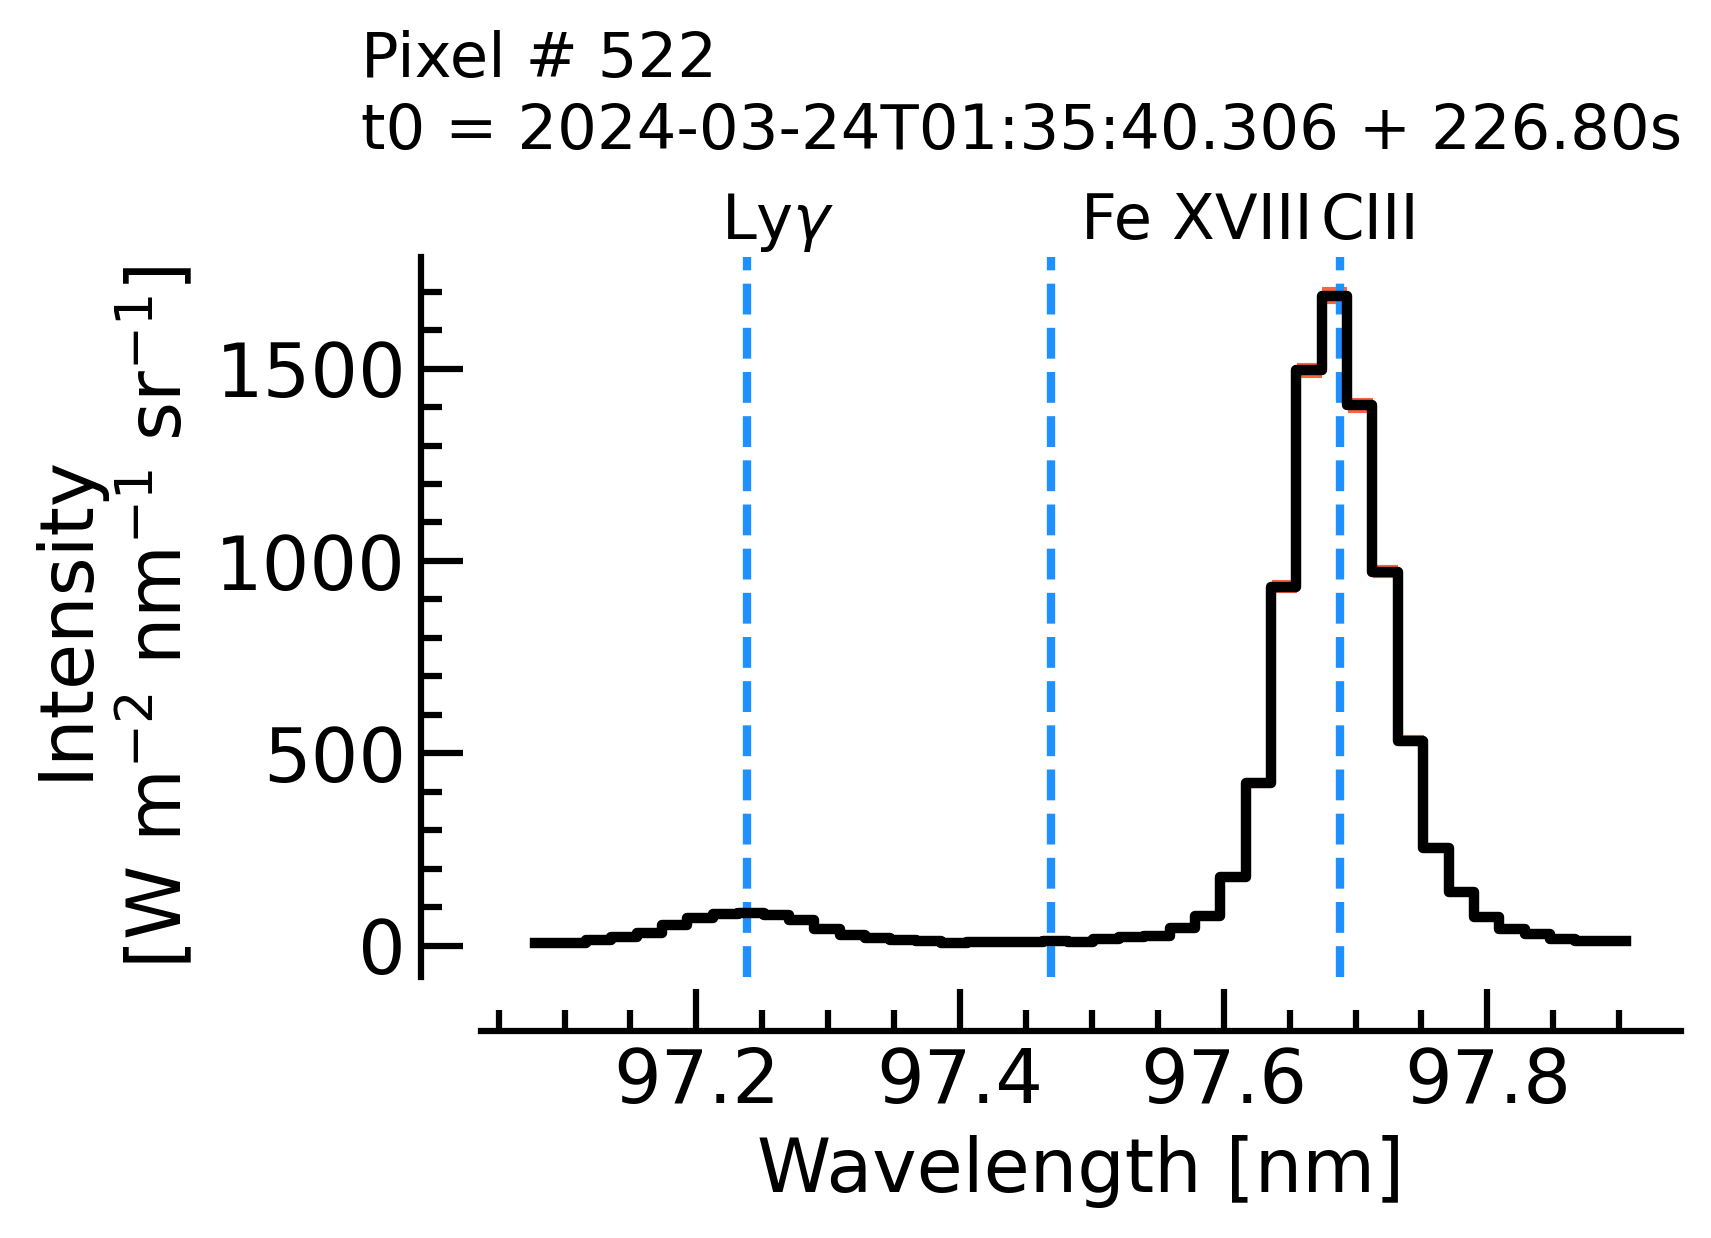 Pixel # 522
t0 = 2024-03-24T01:35:40.306 + 226.80s
Lyγ Fe XVIII CIII
Intensity
[W m⁻² nm⁻¹ sr⁻¹]
1500
1000
500
0
97.2 97.4 97.6 97.8
Wavelength [nm]